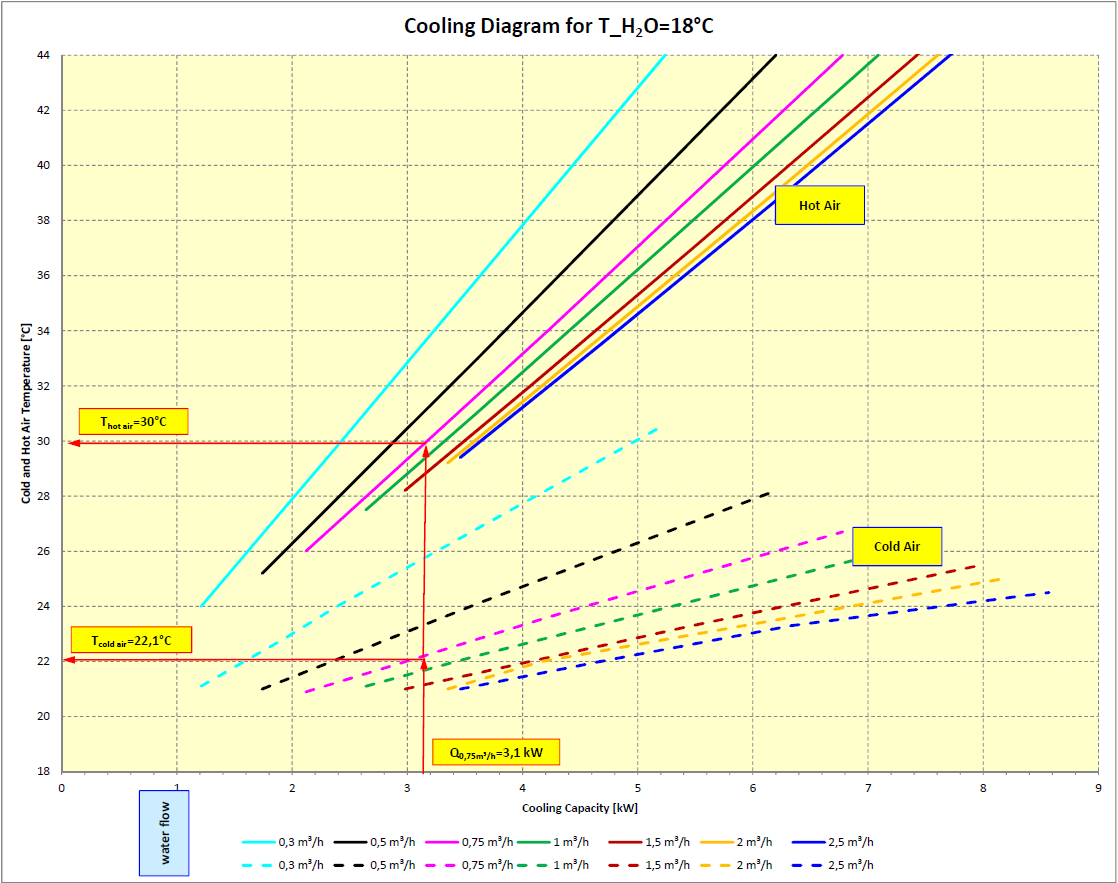 Cooling Diagram for T_H₂O=18°C
Cold and Hot Air Temperature [°C]
44
42
40
38
36
34
32
30
28
26
24
22
20
18
Hot Air
T hot air=30°C
Cold Air
T cold air=22,1°C
Q0,75m³/h=3,1 kW
0 1 2 3 4 5 6 7 8 9
Cooling Capacity [kW]
water flow
0,3 m³/h 0,5 m³/h 0,75 m³/h 1 m³/h 1,5 m³/h 2 m³/h 2,5 m³/h
0,3 m³/h 0,5 m³/h 0,75 m³/h 1 m³/h 1,5 m³/h 2 m³/h 2,5 m³/h